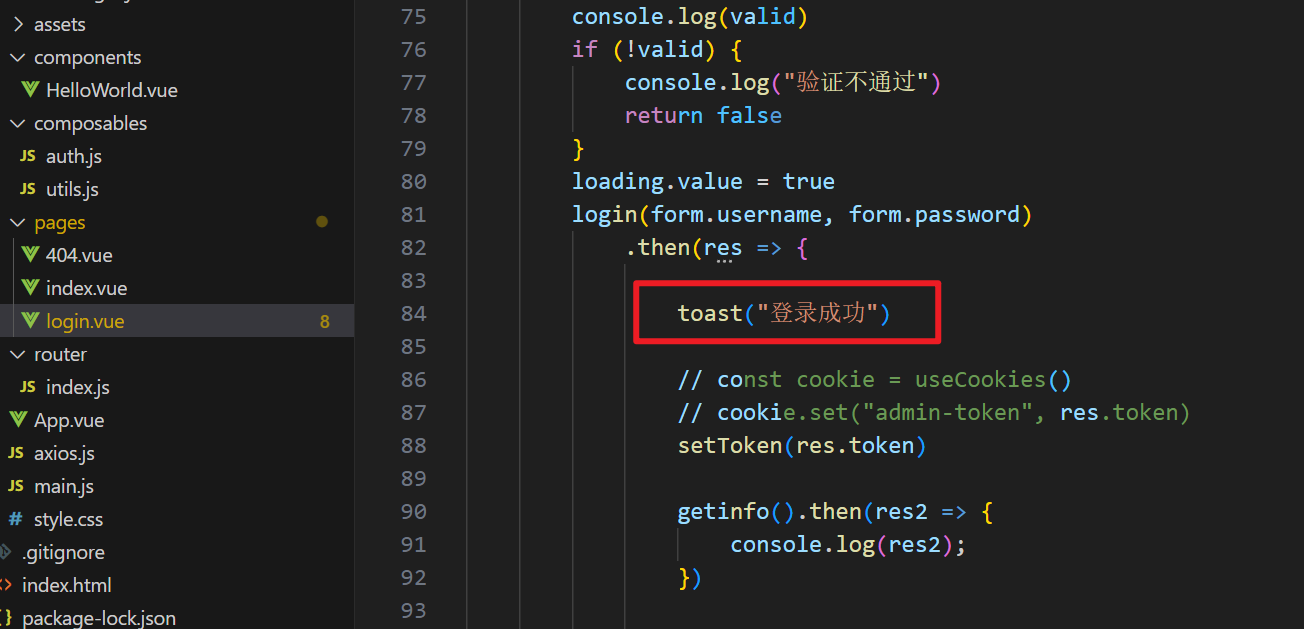 assets
components
HelloWorld.vue
composables
JS auth.js
JS utils.js
pages
404.vue
index.vue
login.vue 8
router
JS index.js
App.vue
JS axios.js
JS main.js
# style.css
.gitignore
<> index.html
{} package-lock.json
75 console.log(valid)
76 if (!valid) {
77 console.log("验证不通过")
78 return false
79 }
80 loading.value = true
81 login(form.username, form.password)
82 .then(res => {
83
84 toast("登录成功")
85
86 // const cookie = useCookies()
87 // cookie.set("admin-token", res.token)
88 setToken(res.token)
89
90 getinfo().then(res2 => {
91 console.log(res2);
92 })
93